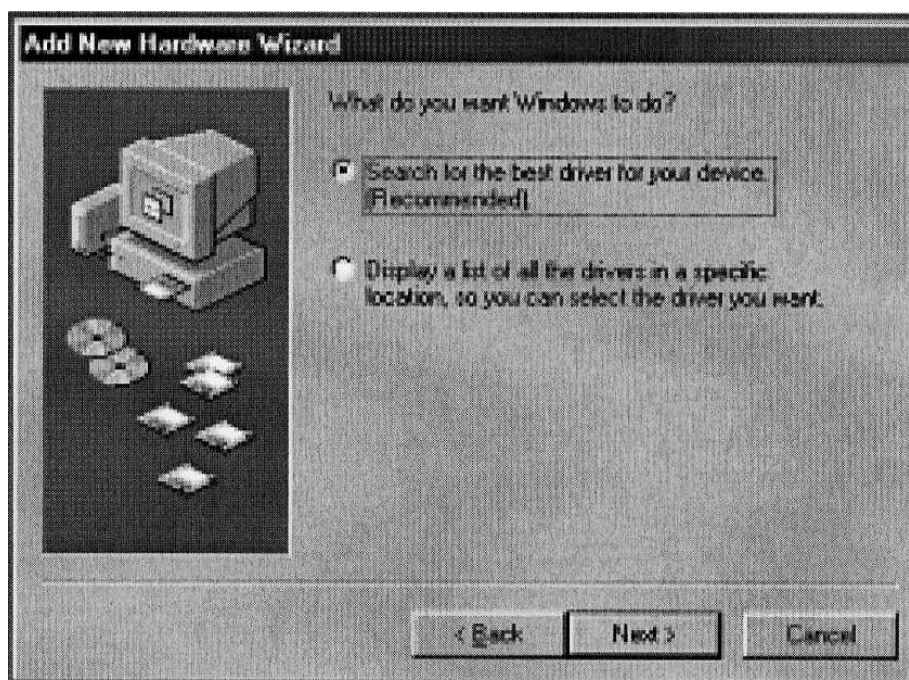 Add New Hardware Wizard
What do you want Windows to do?
Search for the best driver for your device.
(Recommended).
Display a list of all the drivers in a specific
location, so you can select the driver you want.
< Back
Next >
Cancel